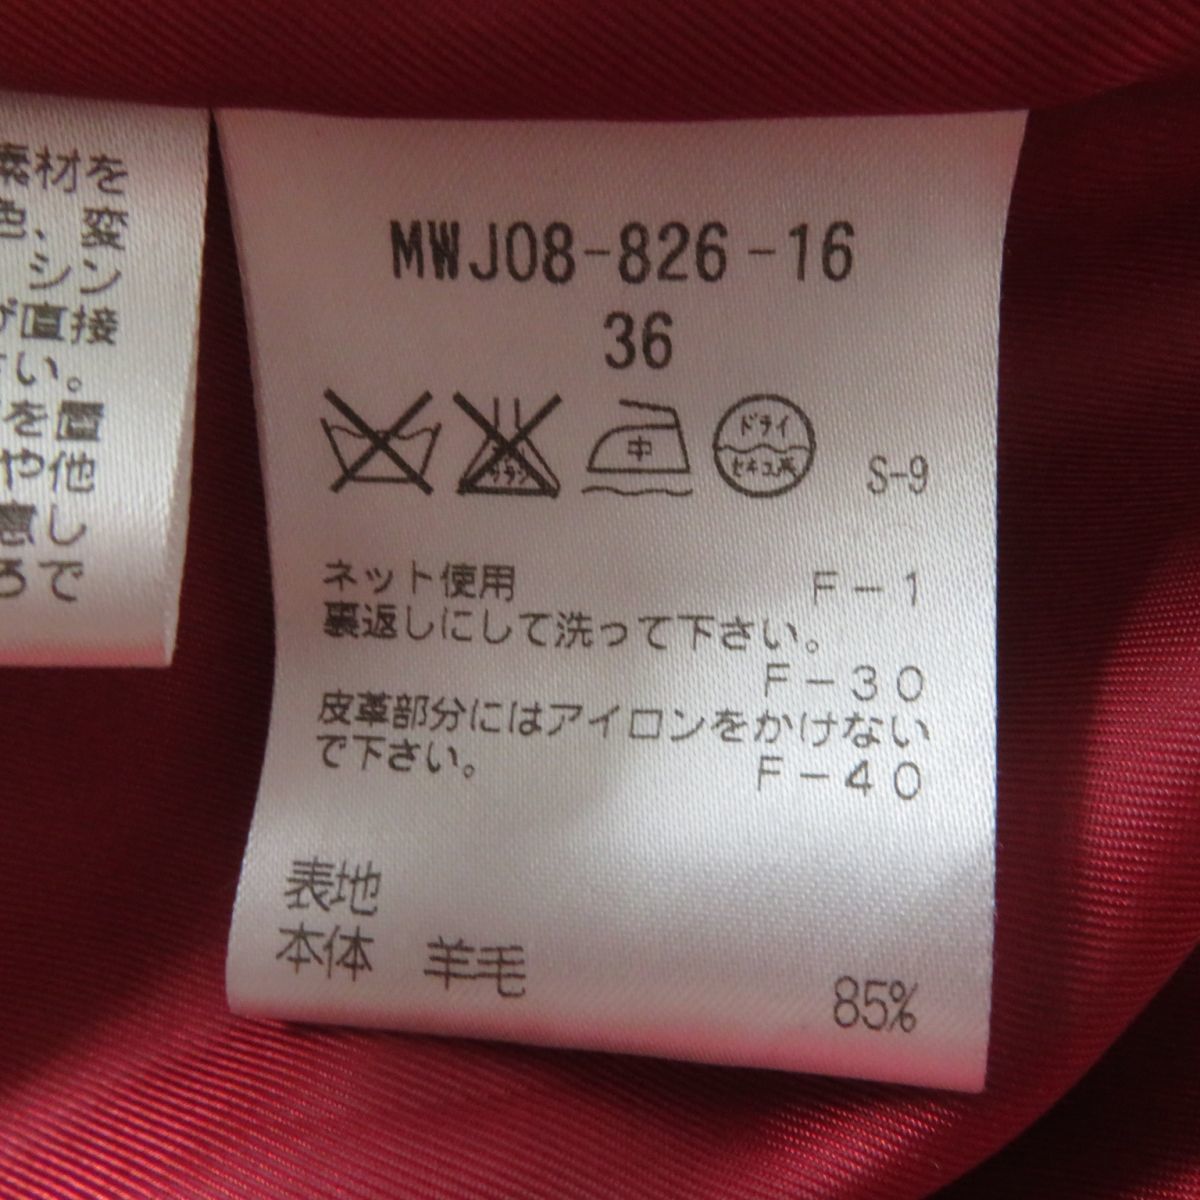 素材を
色、変
シン
び直接
さい。
を置
や他
意し
ろで
MWJ08-826-16
36
中
ドライ
セキユ系
S-9
ネット使用 F-1
裏返しにして洗って下さい。
F-30
皮革部分にはアイロンをかけない
で下さい。 F-40
表地
本体 羊毛 85%